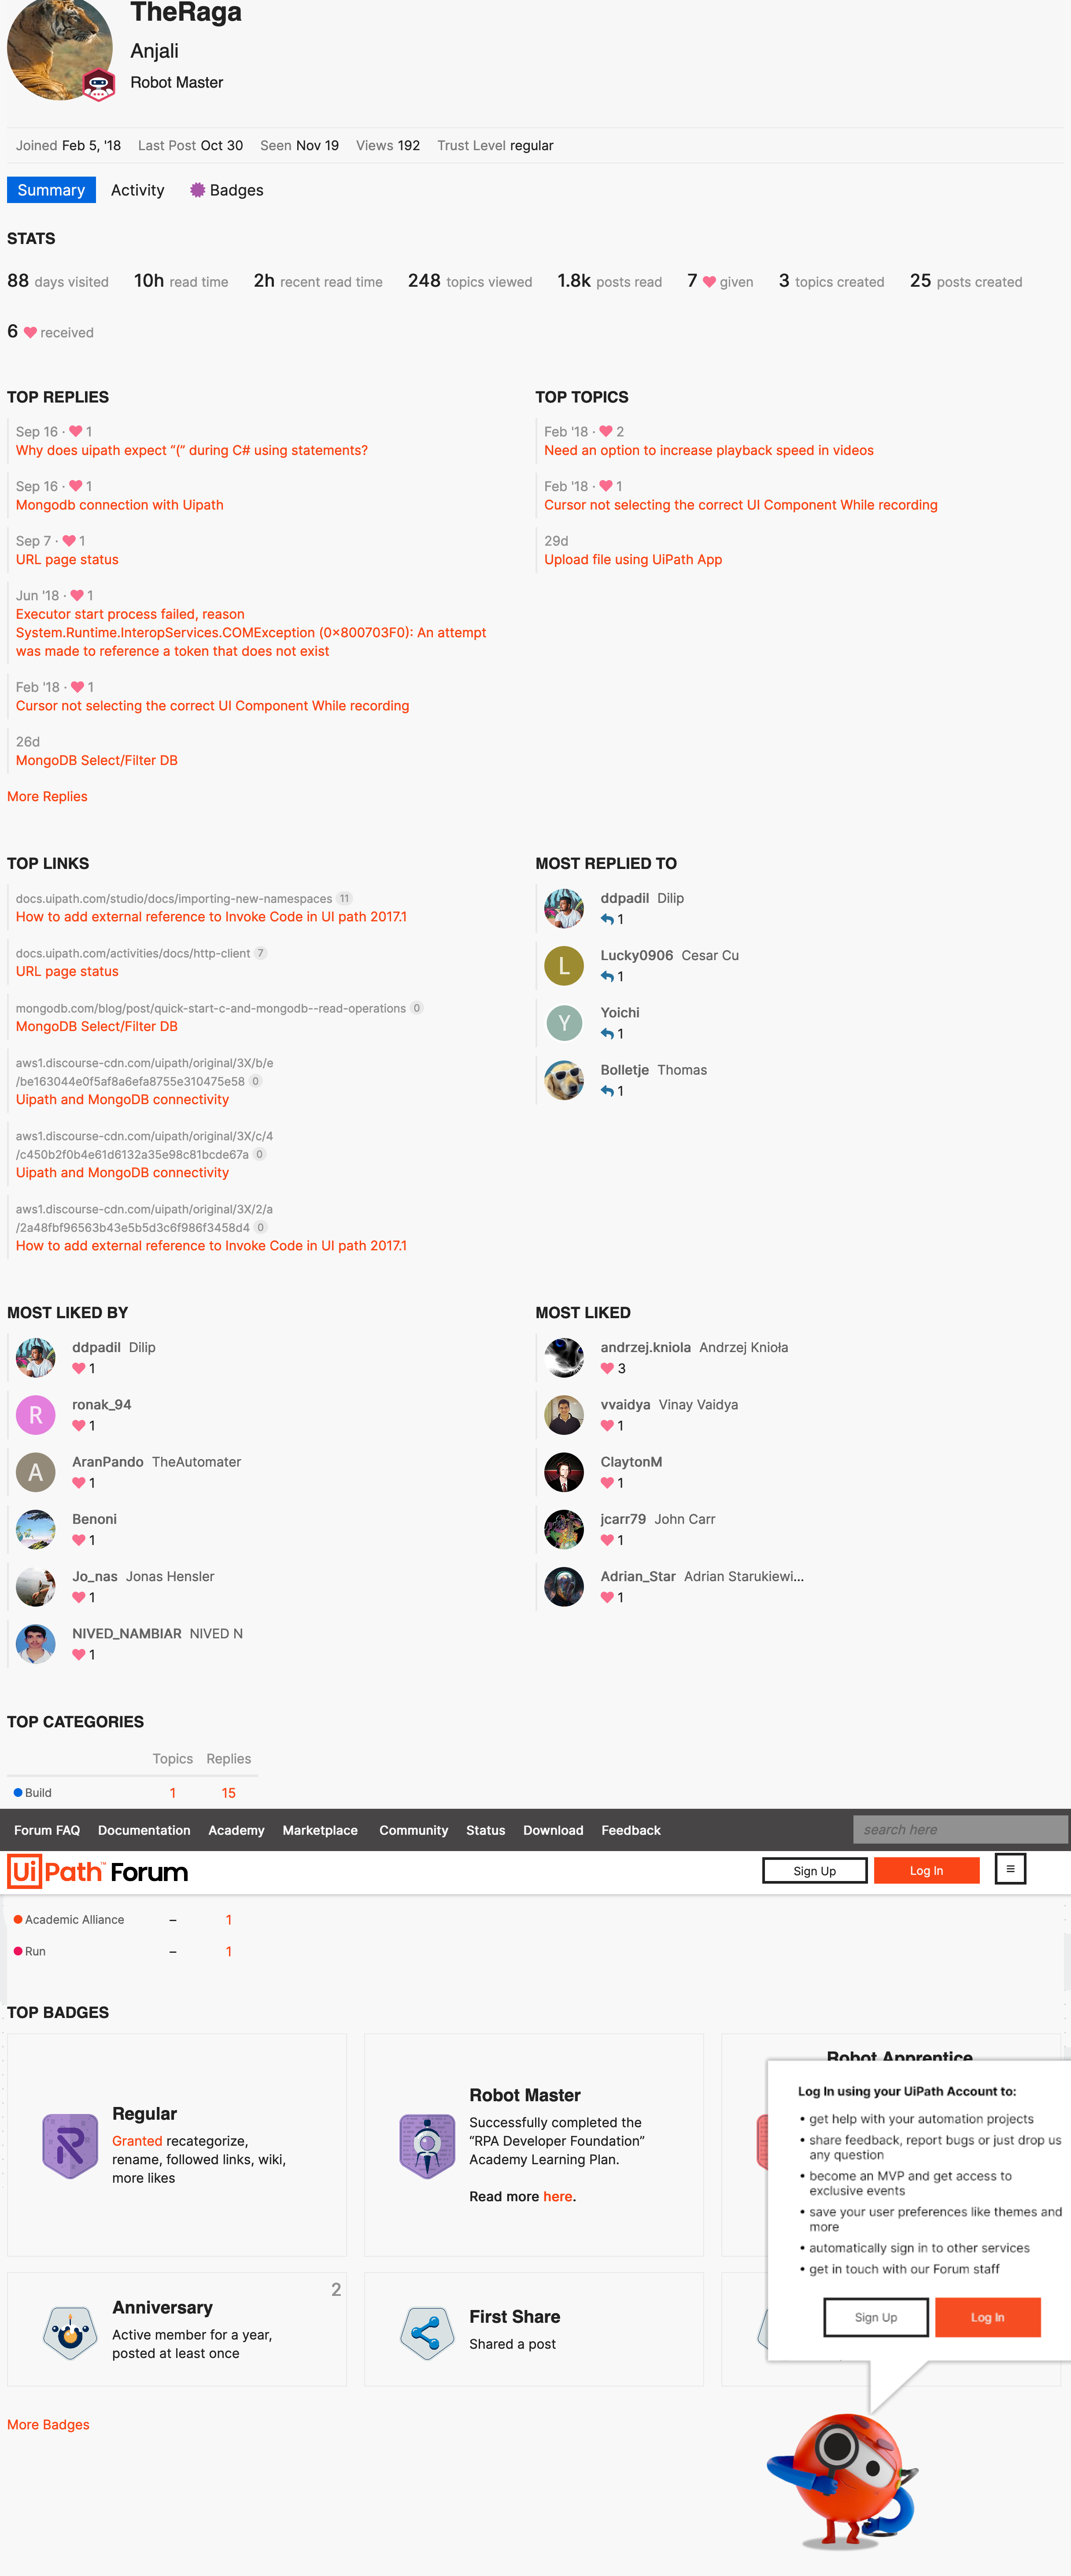 TheRaga
Anjali
Robot Master
Joined Feb 5, '18 Last Post Oct 30 Seen Nov 19 Views 192 Trust Level regular
Summary Activity Badges
STATS
88 days visited 10h read time 2h recent read time 248 topics viewed 1.8k posts read 7 given 3 topics created 25 posts created
6 received
TOP REPLIES
Sep 16 · 1
Why does uipath expect “(” during C# using statements?
Sep 16 · 1
Mongodb connection with Uipath
Sep 7 · 1
URL page status
Jun '18 · 1
Executor start process failed, reason
System.Runtime.InteropServices.COMException (0x800703F0): An attempt
was made to reference a token that does not exist
Feb '18 · 1
Cursor not selecting the correct UI Component While recording
26d
MongoDB Select/Filter DB
More Replies
TOP TOPICS
Feb '18 · 2
Need an option to increase playback speed in videos
Feb '18 · 1
Cursor not selecting the correct UI Component While recording
29d
Upload file using UiPath App
TOP LINKS
docs.uipath.com/studio/docs/importing-new-namespaces 11
How to add external reference to Invoke Code in UI path 2017.1
docs.uipath.com/activities/docs/http-client 7
URL page status
mongodb.com/blog/post/quick-start-c-and-mongodb--read-operations 0
MongoDB Select/Filter DB
aws1.discourse-cdn.com/uipath/original/3X/b/e
/be163044e0f5af8a6efa8755e310475e58 0
Uipath and MongoDB connectivity
aws1.discourse-cdn.com/uipath/original/3X/c/4
/c450b2f0b4e61d6132a35e98c81bcde67a 0
Uipath and MongoDB connectivity
aws1.discourse-cdn.com/uipath/original/3X/2/a
/2a48fbf96563b43e5b5d3c6f986f3458d4 0
How to add external reference to Invoke Code in UI path 2017.1
MOST REPLIED TO
ddpadil Dilip
1
L
Lucky0906 Cesar Cu
1
Y
Yoichi
1
Bolletje Thomas
1
MOST LIKED BY
ddpadil Dilip
1
R
ronak_94
1
A
AranPando TheAutomater
1
Benoni
1
Jo_nas Jonas Hensler
1
NIVED_NAMBIAR NIVED N
1
MOST LIKED
andrzej.kniola Andrzej Knioła
3
vvaidya Vinay Vaidya
1
ClaytonM
1
jcarr79 John Carr
1
Adrian_Star Adrian Starukiewi...
1
TOP CATEGORIES
Topics Replies
Build 1 15
Forum FAQ Documentation Academy Marketplace Community Status Download Feedback search here
UiPath™ Forum Sign Up Log In
Academic Alliance – 1
Run – 1
TOP BADGES
Regular
Granted recategorize,
rename, followed links, wiki,
more likes
Robot Master
Successfully completed the
“RPA Developer Foundation”
Academy Learning Plan.
Read more here.
Robot Apprentice
2
Anniversary
Active member for a year,
posted at least once
First Share
Shared a post
More Badges
Log In using your UiPath Account to:
• get help with your automation projects
• share feedback, report bugs or just drop us
any question
• become an MVP and get access to
exclusive events
• save your user preferences like themes and
more
• automatically sign in to other services
• get in touch with our Forum staff
Sign Up Log In